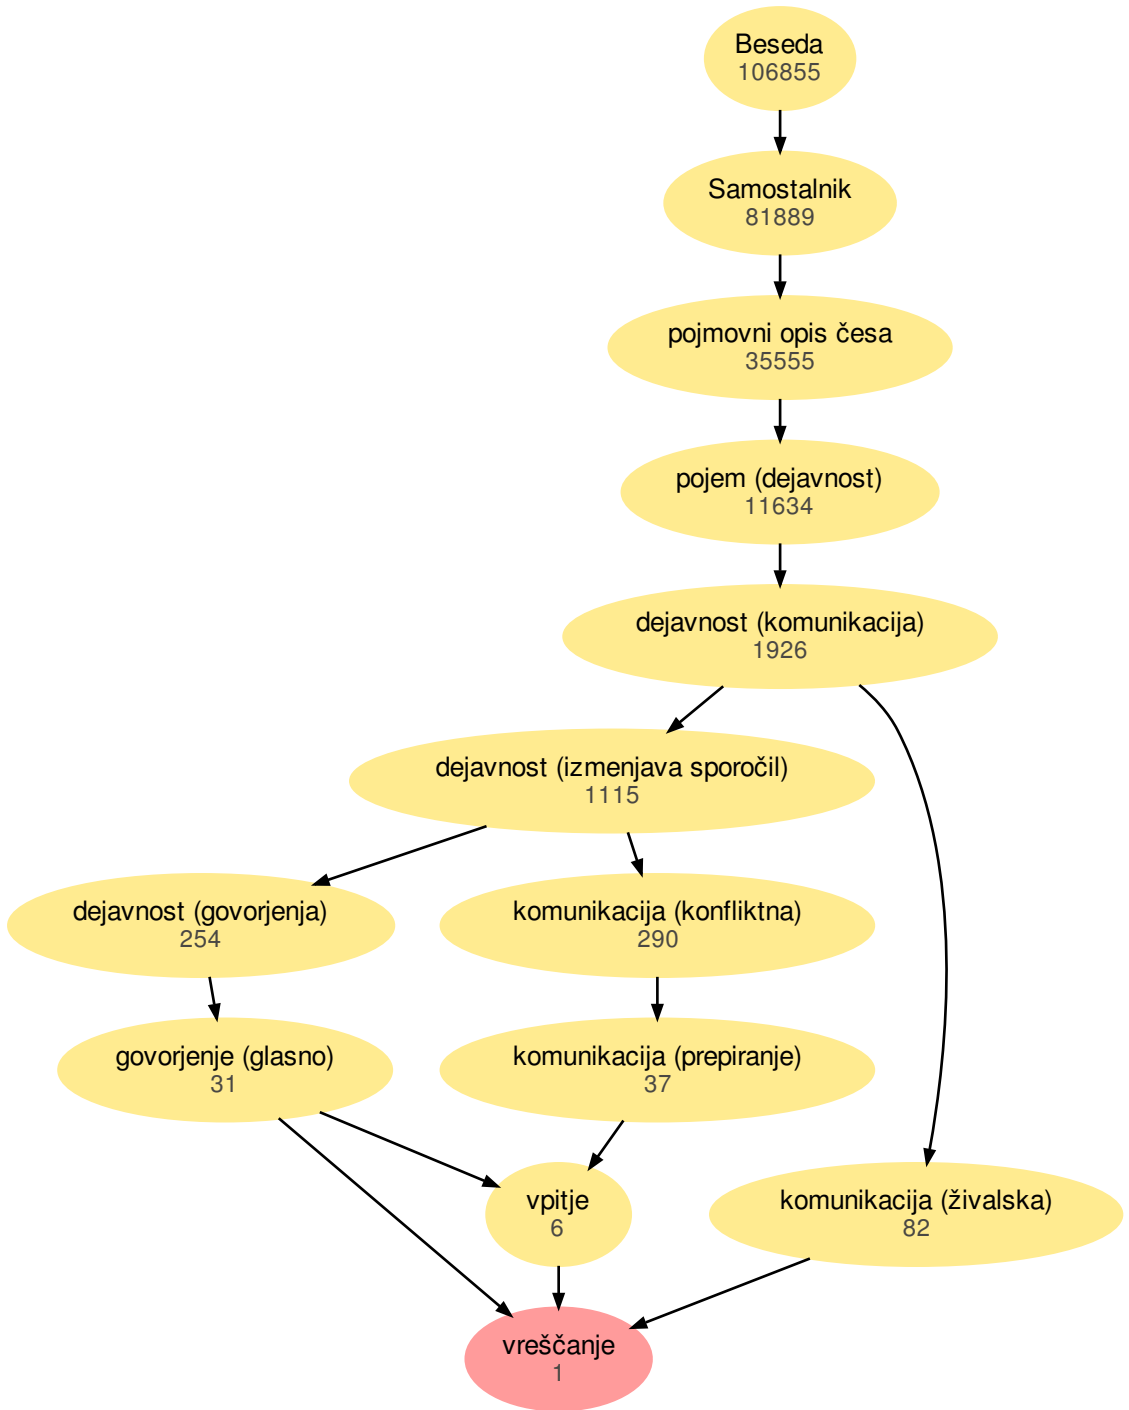 Beseda
106855
Samostalnik
81889
pojmovni opis česa
35555
pojem (dejavnost)
11634
dejavnost (komunikacija)
1926
dejavnost (izmenjava sporočil)
1115
dejavnost (govorjenja)
254
komunikacija (konfliktna)
290
govorjenje (glasno)
31
komunikacija (prepiranje)
37
vpitje
6
komunikacija (živalska)
82
vreščanje
1